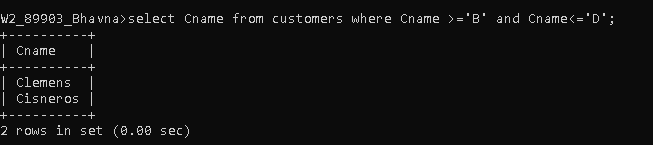 W2_89903_Bhavna>select Cname from customers where Cname >='B' and Cname<='D';
+----------+
| Cname    |
+----------+
| Clemens  |
| Cisneros |
+----------+
2 rows in set (0.00 sec)